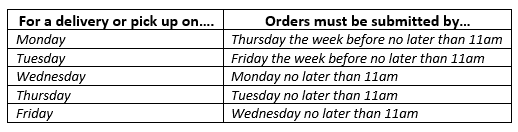 For a delivery or pick up on.... Orders must be submitted by...
Monday Thursday the week before no later than 11am
Tuesday Friday the week before no later than 11am
Wednesday Monday no later than 11am
Thursday Tuesday no later than 11am
Friday Wednesday no later than 11am